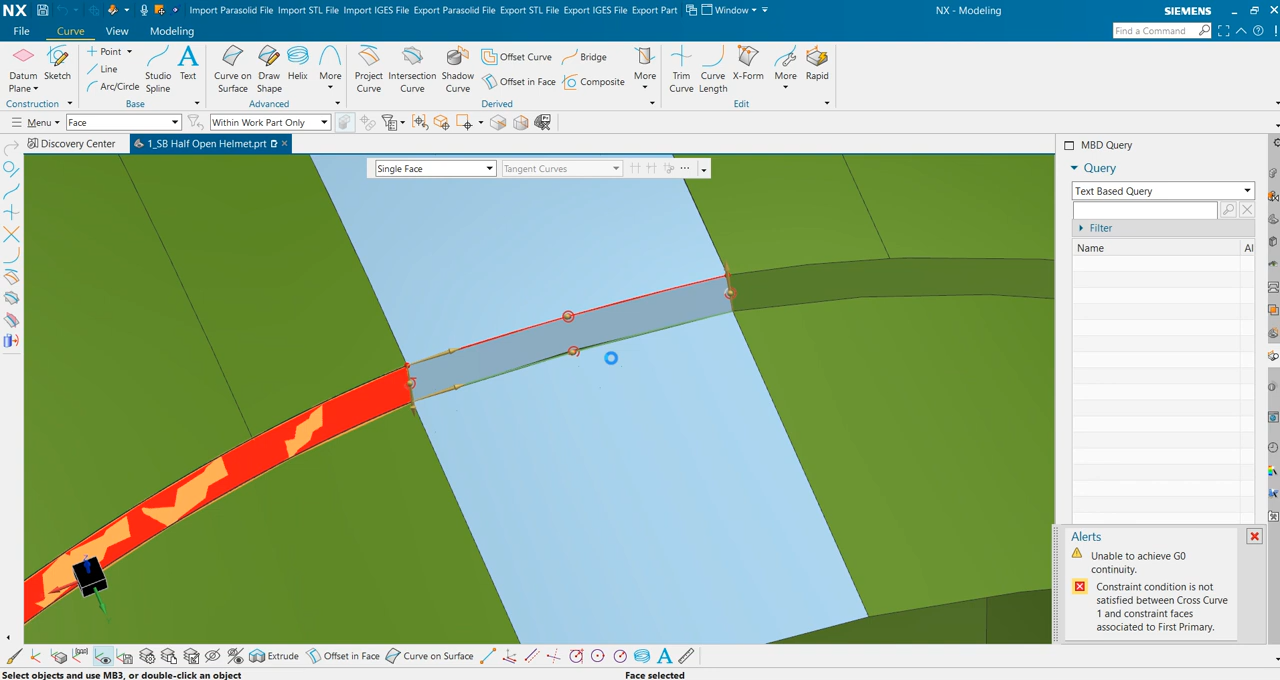 NX
Import Parasolid File Import STL File Import IGES File Export Parasolid File Export STL File Export IGES File Export Part
Window
NX - Modeling
SIEMENS
File
Curve
View
Modeling
Find a Command
Datum Plane
Sketch
Point
Line
Arc/Circle
Studio Spline
Text
Curve on Surface
Draw Shape
Helix
More
Project Curve
Intersection Curve
Shadow Curve
Offset Curve
Offset in Face
Bridge
Composite
More
Trim Curve
Curve Length
X-Form
More
Rapid
Construction
Base
Advanced
Derived
Edit
Menu
Face
Within Work Part Only
Discovery Center
1_SB Half Open Helmet.prt
MBD Query
Single Face
Tangent Curves
Query
Text Based Query
Filter
Name
Al
Alerts
Unable to achieve G0
continuity.
Constraint condition is not
satisfied between Cross Curve
1 and constraint faces
associated to First Primary.
Extrude
Offset in Face
Curve on Surface
Select objects and use MB3, or double-click an object
Face selected